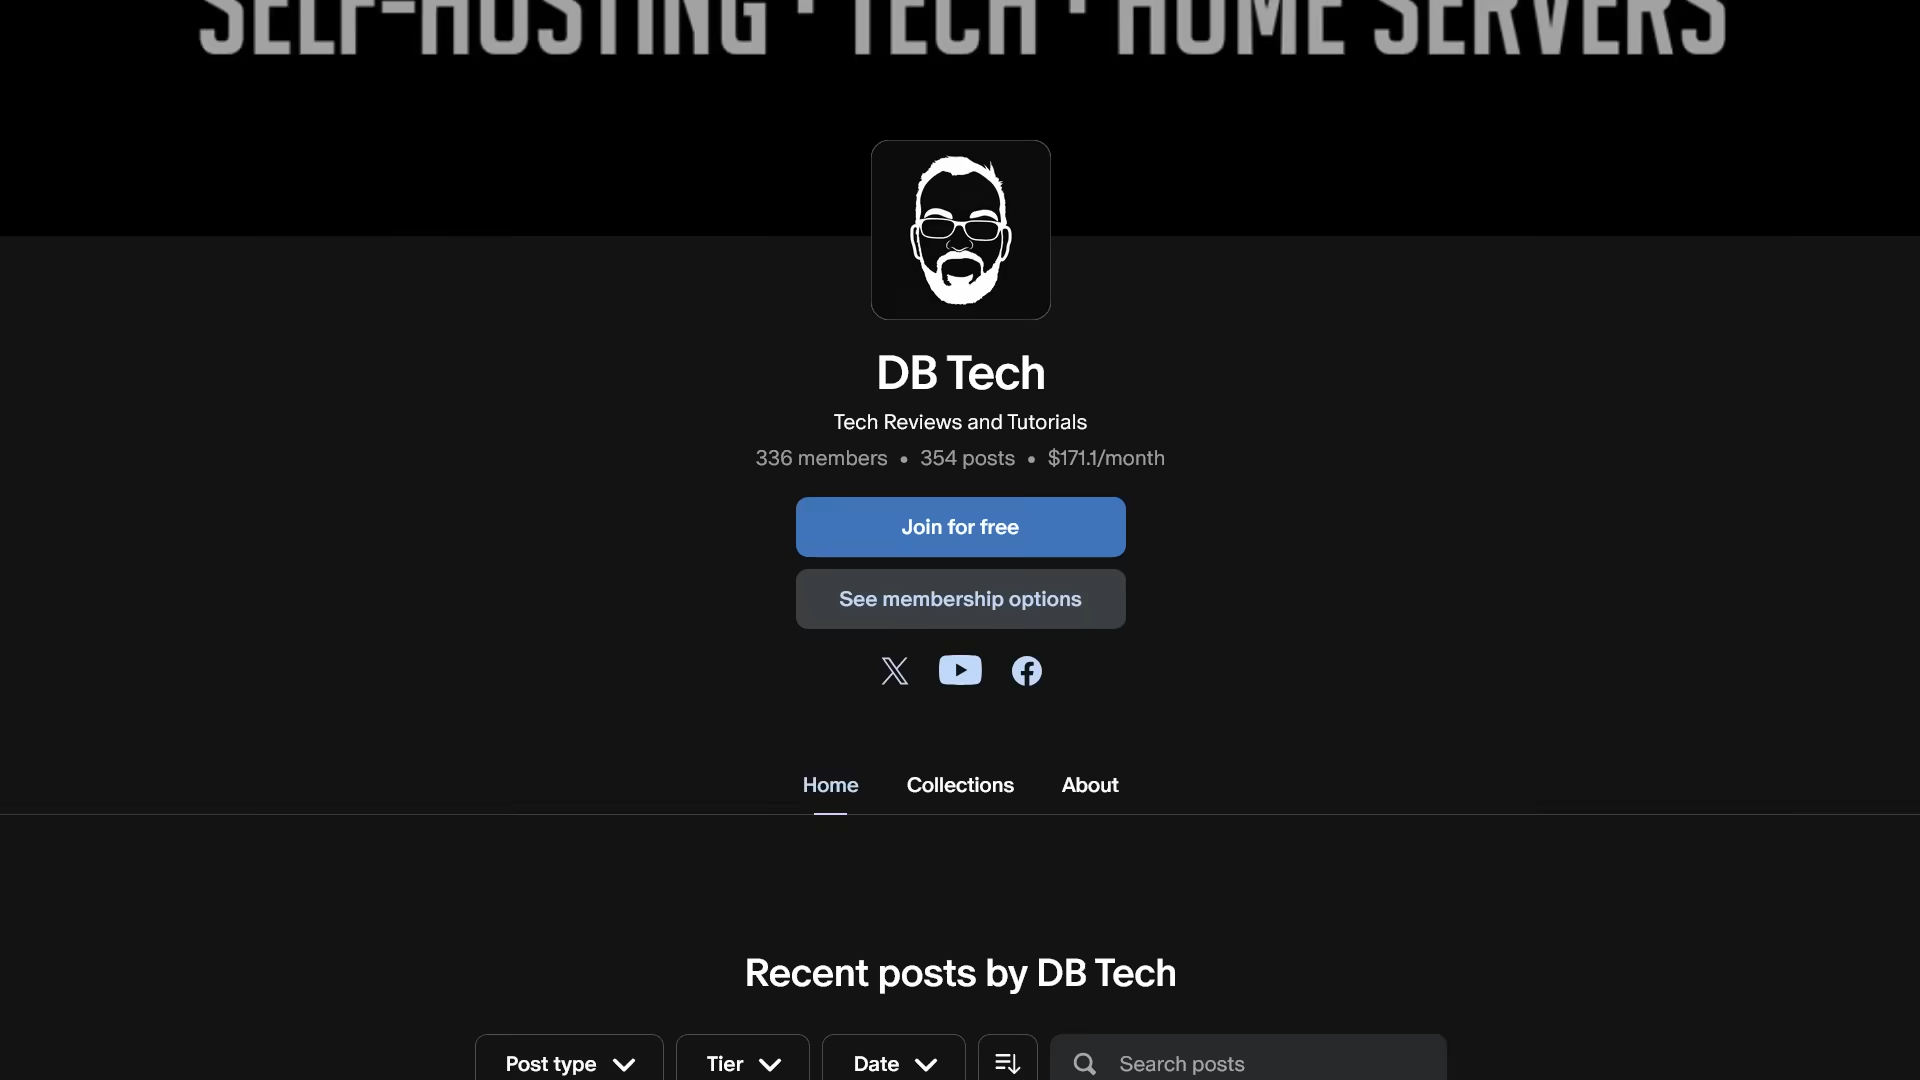 SELF-HOSTING · TECH · HOME SERVERS
DB Tech
Tech Reviews and Tutorials
336 members • 354 posts • $171.1/month
Join for free
See membership options
Home Collections About
Recent posts by DB Tech
Post type Tier Date Search posts